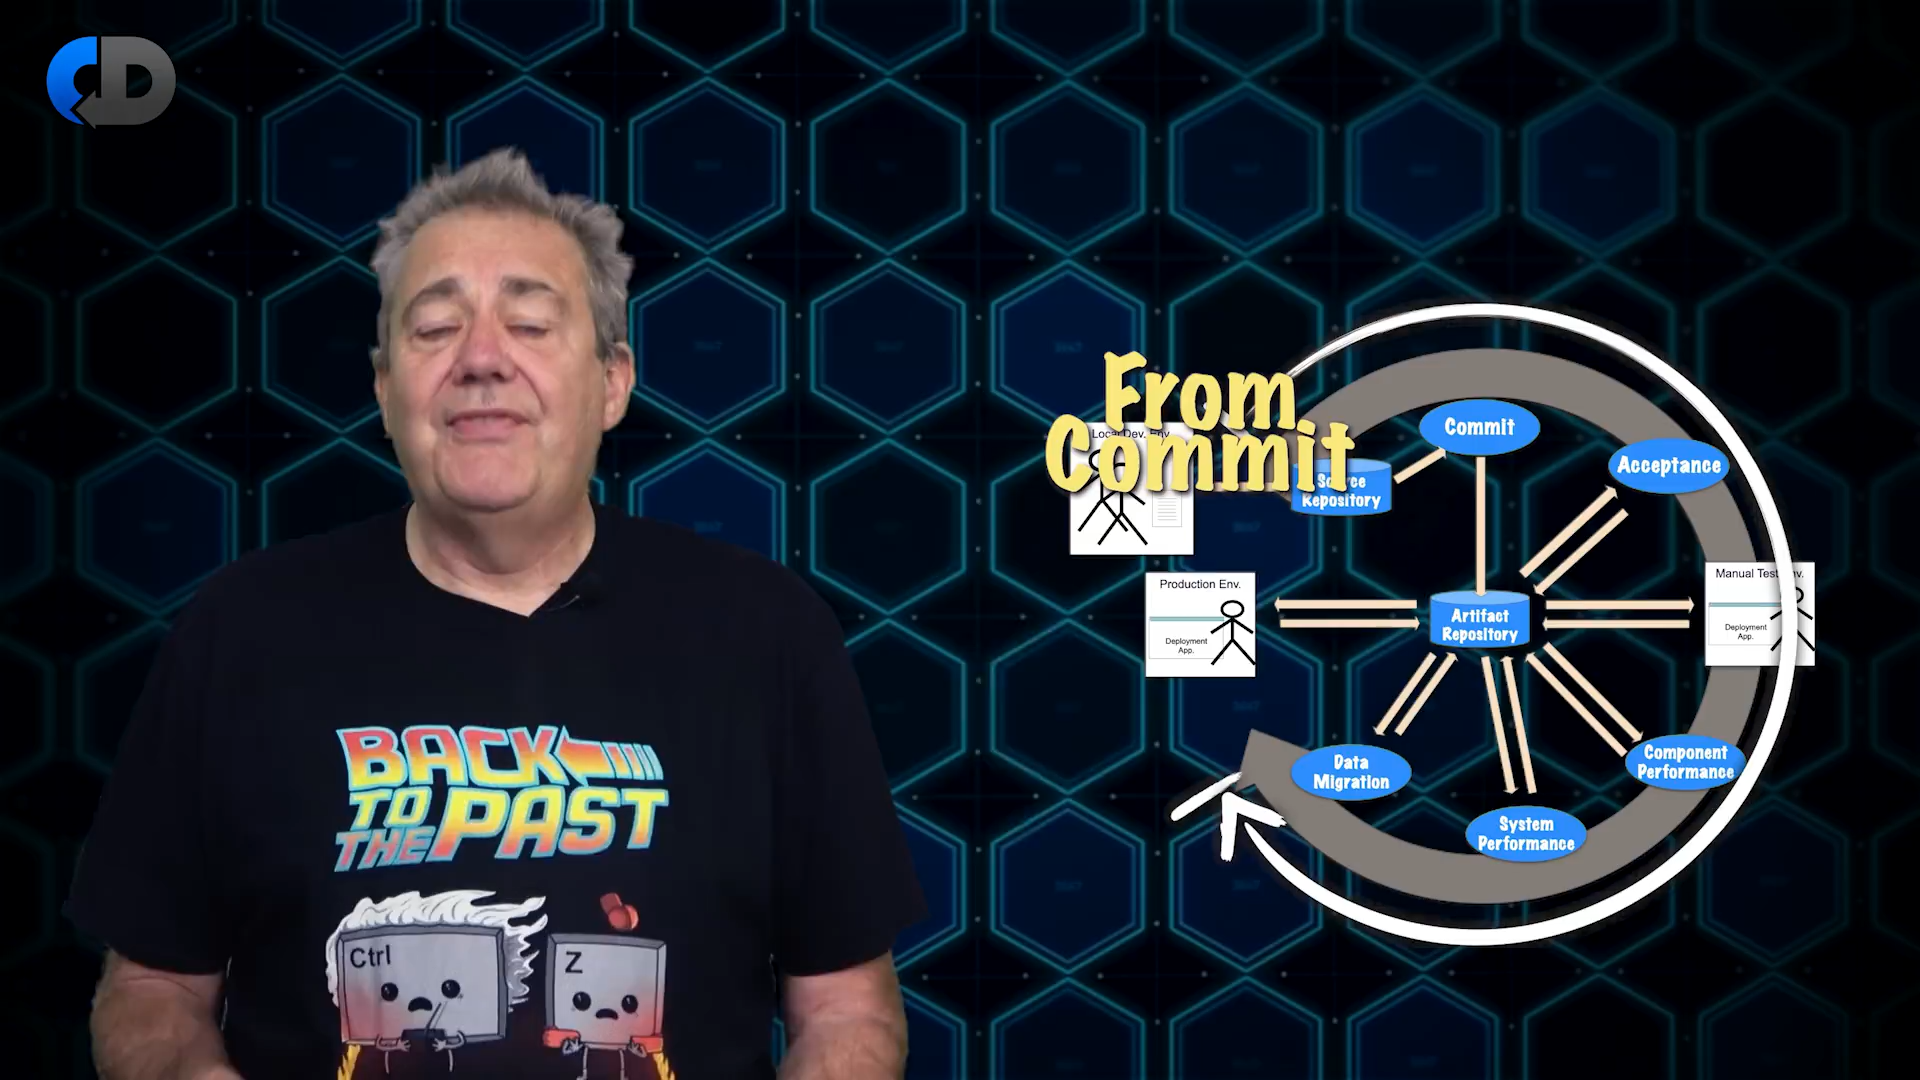 CD
From
Commit
Local Dev. Env.
Source
Repository
Commit
Acceptance
Production Env.
Deployment
App.
Artifact
Repository
Manual Test Env.
Deployment
App.
Data
Migration
System
Performance
Component
Performance
BACK
TO
THE PAST
Ctrl
Z